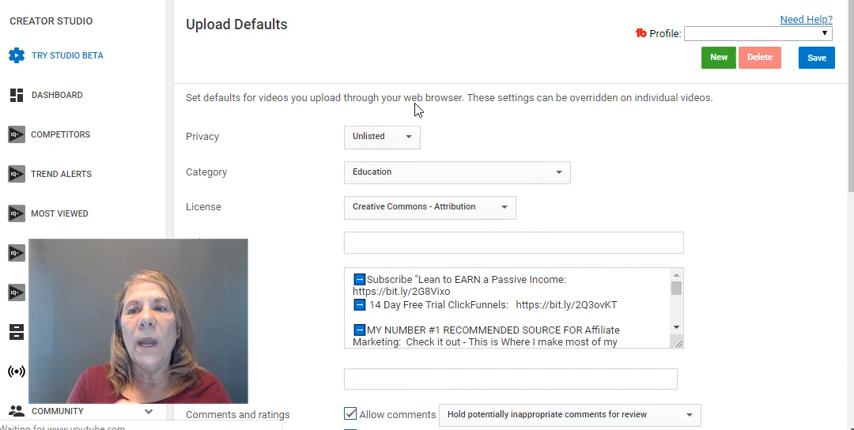 CREATOR STUDIO
TRY STUDIO BETA
DASHBOARD
COMPETITORS
TREND ALERTS
MOST VIEWED
COMMUNITY
Upload Defaults
Need Help?
tb Profile:
New Delete Save
Set defaults for videos you upload through your web browser. These settings can be overridden on individual videos.
Privacy Unlisted
Category Education
License Creative Commons - Attribution
Subscribe "Lean to EARN a Passive Income:
https://bit.ly/2G8Vixo
14 Day Free Trial ClickFunnels: https://bit.ly/2Q3ovKT
MY NUMBER #1 RECOMMENDED SOURCE FOR Affiliate
Marketing: Check it out - This is Where I make most of my
Comments and ratings Allow comments Hold potentially inappropriate comments for review
Waiting for www.youtube.com